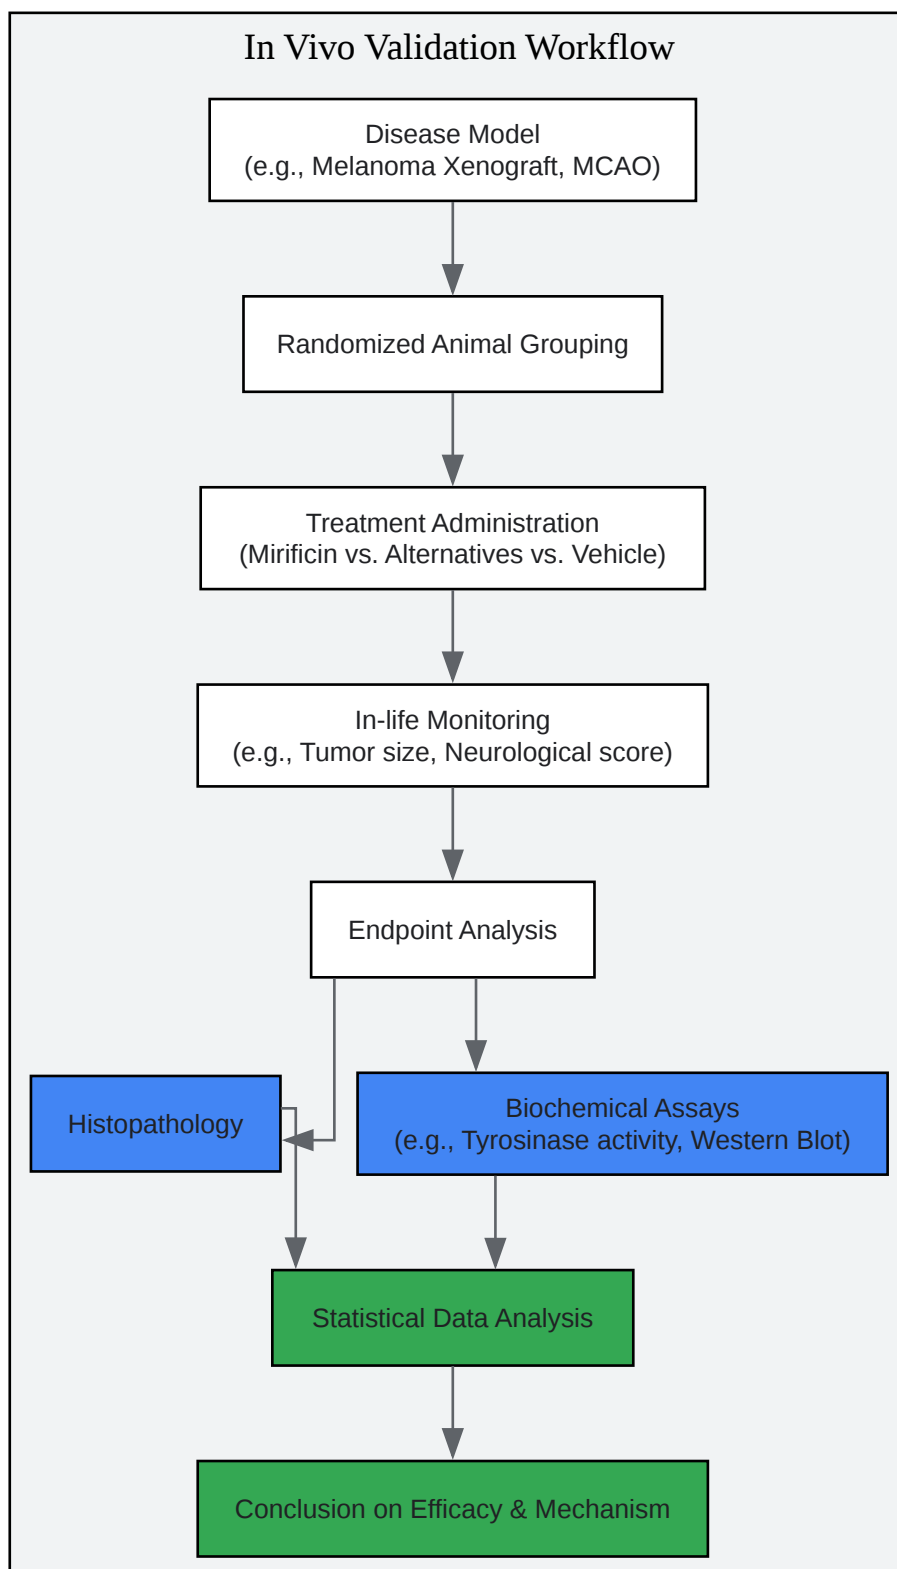 In Vivo Validation Workflow
Disease Model
(e.g., Melanoma Xenograft, MCAO)
Randomized Animal Grouping
Treatment Administration
(Mirificin vs. Alternatives vs. Vehicle)
In-life Monitoring
(e.g., Tumor size, Neurological score)
Endpoint Analysis
Histopathology
Biochemical Assays
(e.g., Tyrosinase activity, Western Blot)
Statistical Data Analysis
Conclusion on Efficacy & Mechanism